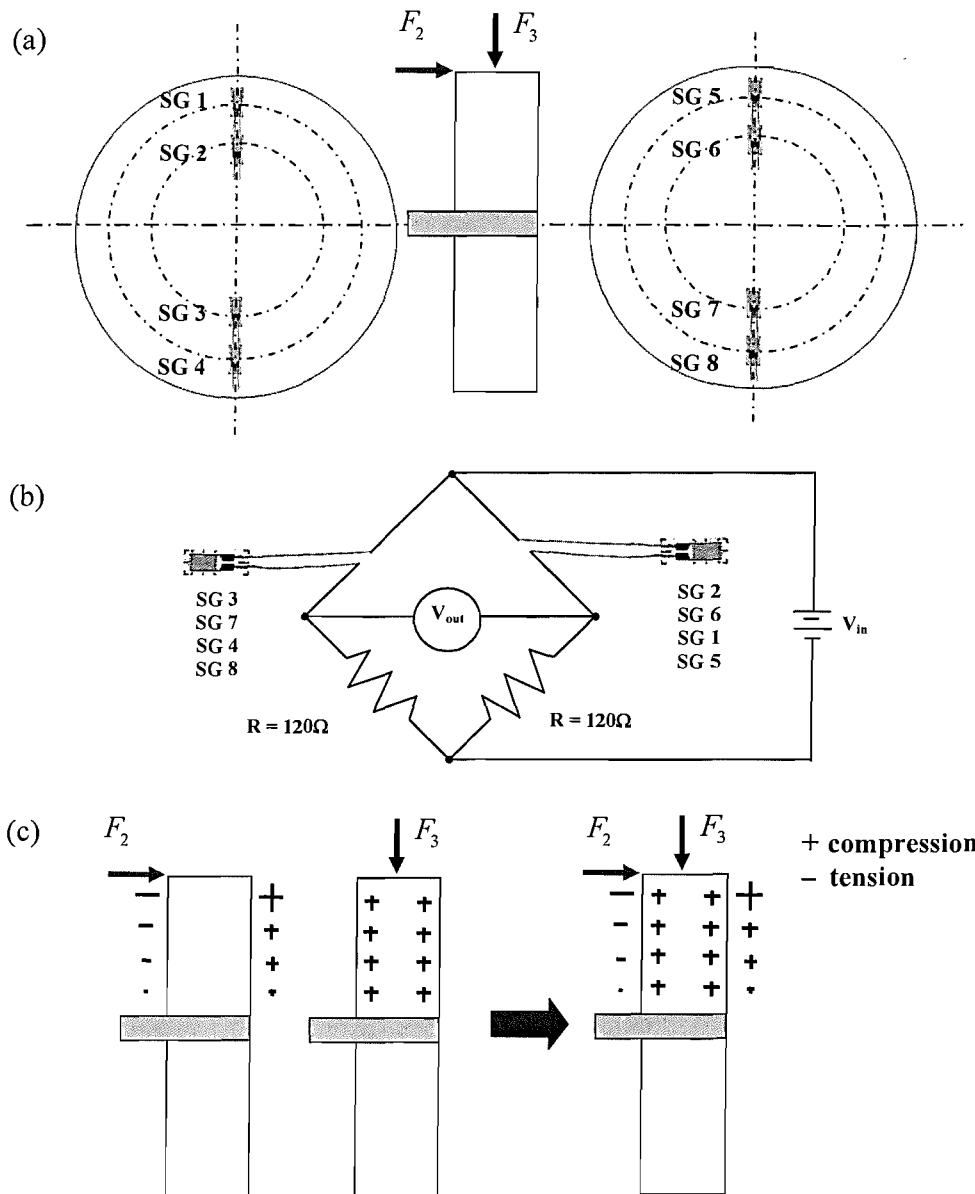 (a)
F2
F3
SG 1
SG 2
SG 3
SG 4
SG 5
SG 6
SG 7
SG 8
(b)
SG 3
SG 7
SG 4
SG 8
Vout
SG 2
SG 6
SG 1
SG 5
Vin
R = 120Ω
R = 120Ω
(c)
F2
F3
F2
F3
+ compression
− tension